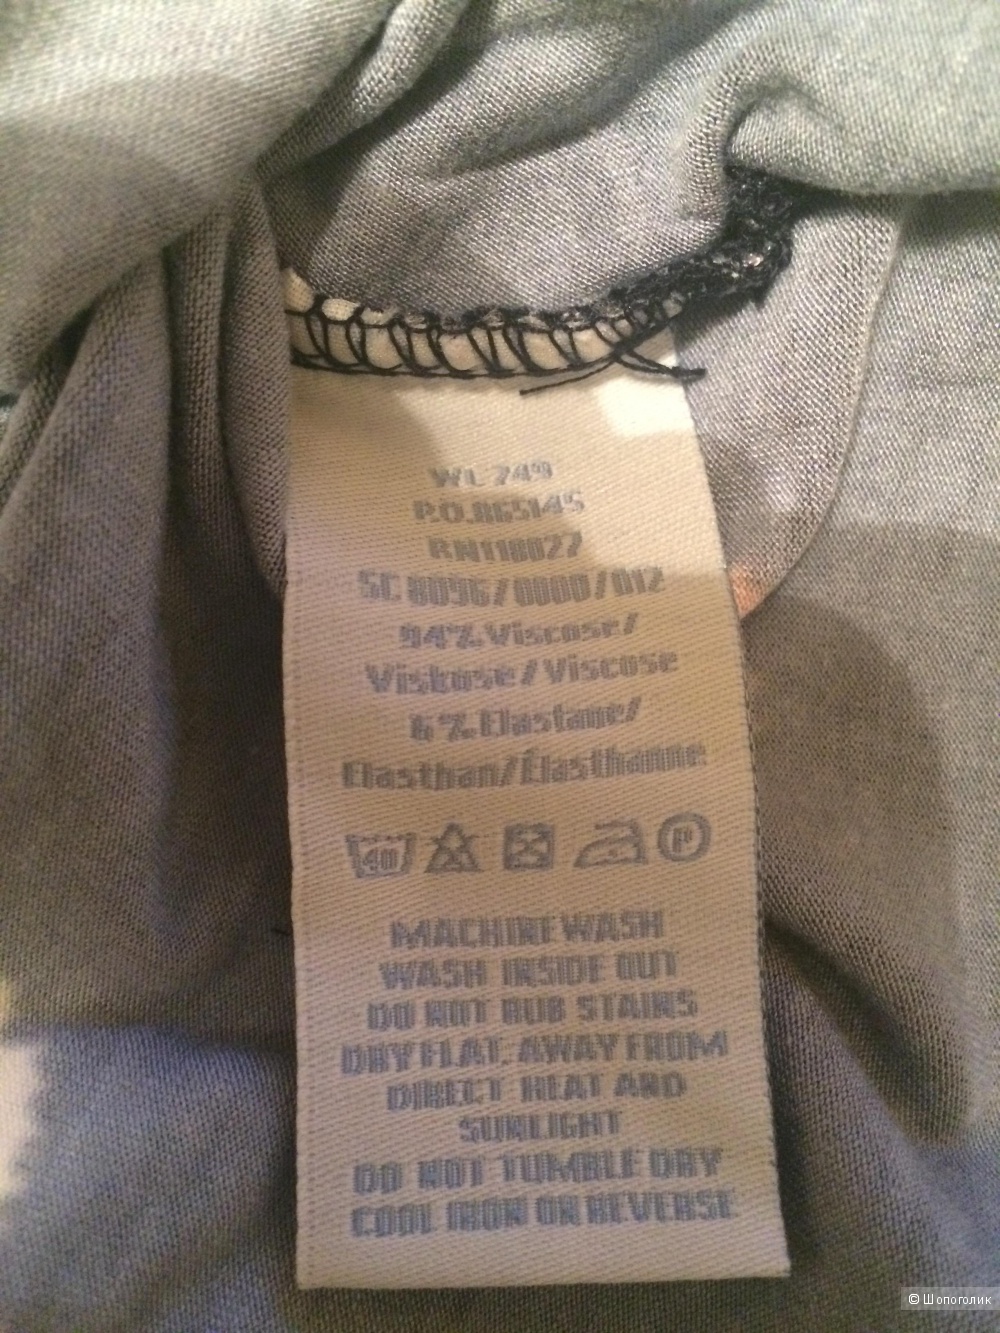 WL 749
P.O.865145
RN118027
SC 8096/0000/012
94% Viscose/
Viskose/Viscose
6% Elastane/
Elasthan/Élasthanne
40
P
MACHINE WASH
WASH INSIDE OUT
DO NOT RUB STAINS
DRY FLAT, AWAY FROM
DIRECT HEAT AND
SUNLIGHT
DO NOT TUMBLE DRY
COOL IRON ON REVERSE
© Шопоголик